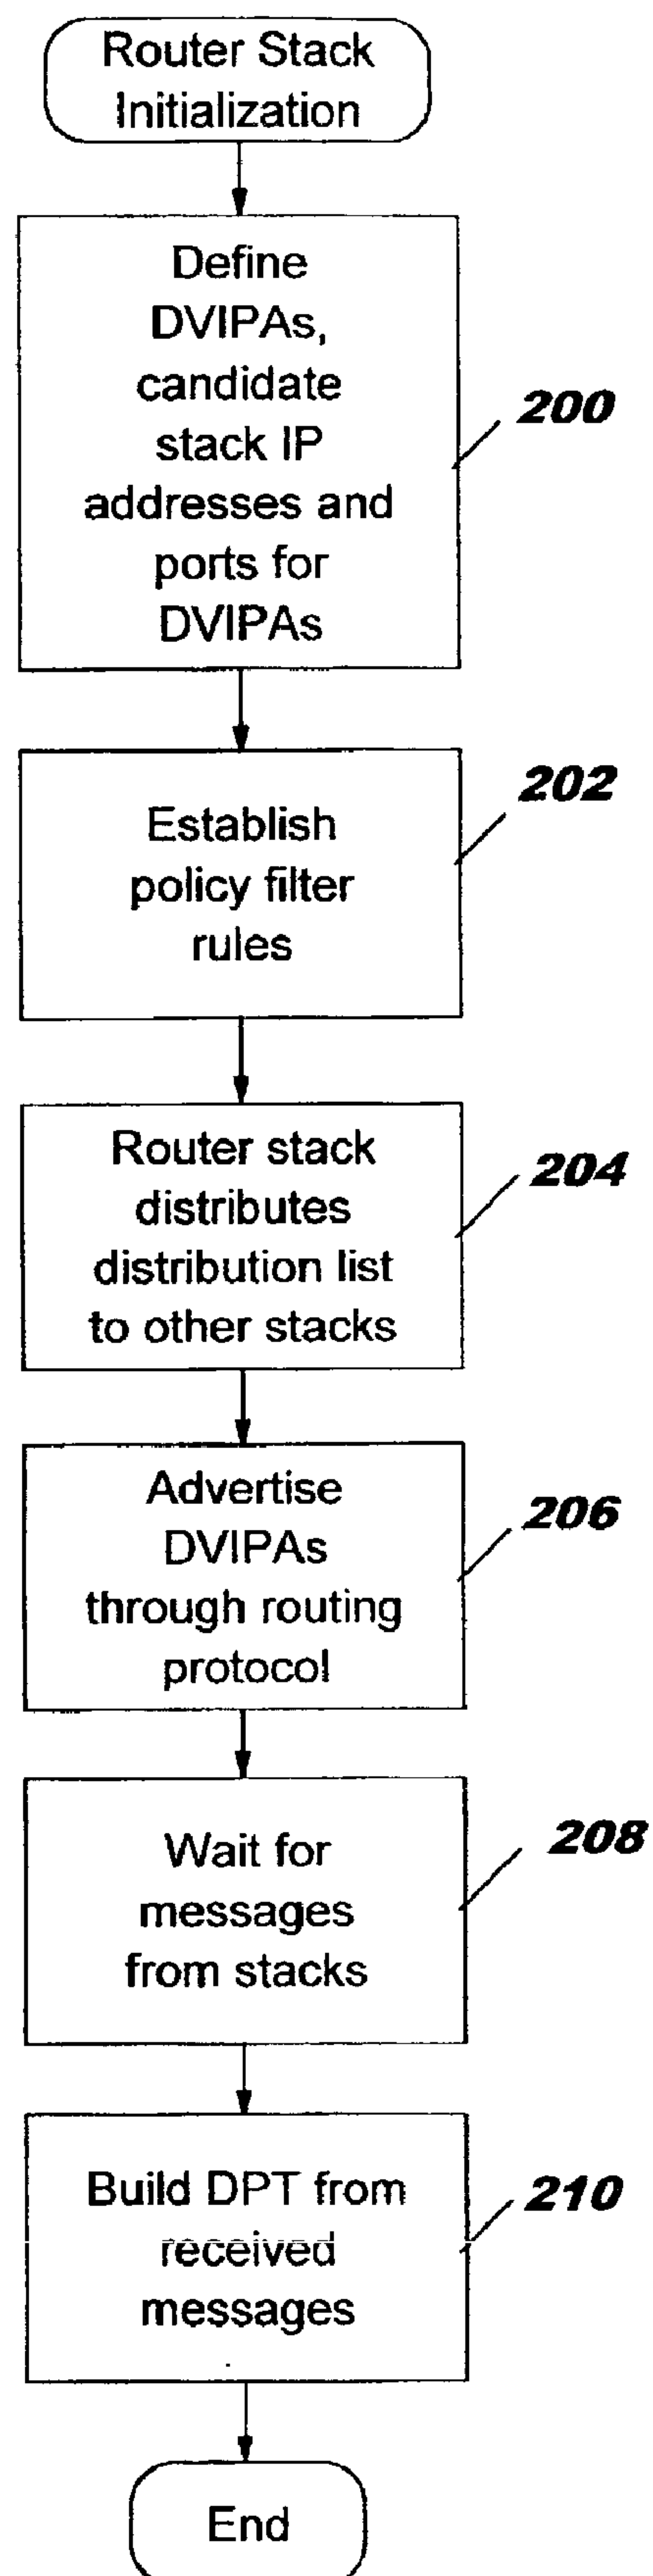 Router Stack
Initialization
Define
DVIPAs,
candidate
stack IP
addresses and
ports for
DVIPAs
200
Establish
policy filter
rules
202
Router stack
distributes
distribution list
to other stacks
204
Advertise
DVIPAs
through routing
protocol
206
Wait for
messages
from stacks
208
Build DPT from
received
messages
210
End